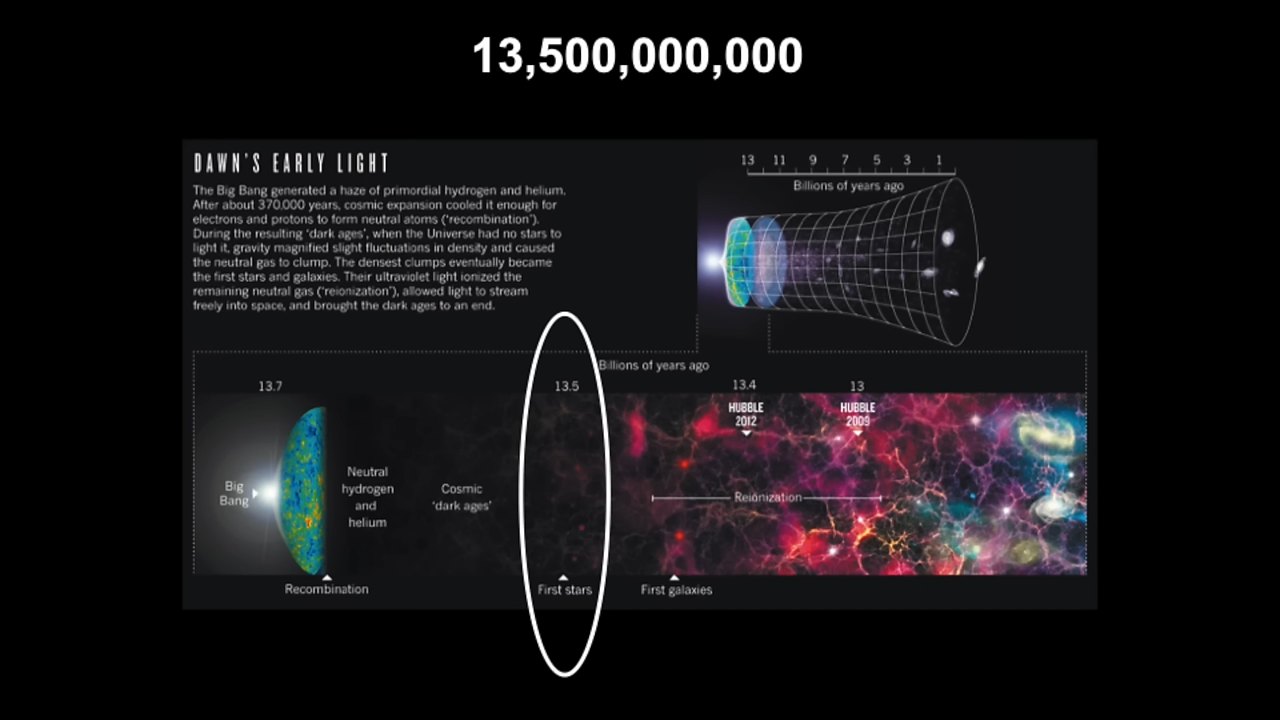 13,500,000,000
DAWN'S EARLY LIGHT
The Big Bang generated a haze of primordial hydrogen and helium.
After about 370,000 years, cosmic expansion cooled it enough for
electrons and protons to form neutral atoms ('recombination').
During the resulting 'dark ages', when the Universe had no stars to
light it, gravity magnified slight fluctuations in density and caused
the neutral gas to clump. The densest clumps eventually became
the first stars and galaxies. Their ultraviolet light ionized the
remaining neutral gas ('reionization'), allowed light to stream
freely into space, and brought the dark ages to an end.
13 11 9 7 5 3 1
Billions of years ago
Billions of years ago
13.7 13.5 13.4 13
HUBBLE
2012
HUBBLE
2009
Big
Bang
Neutral
hydrogen
and
helium
Cosmic
'dark ages'
Reionization
Recombination
First stars
First galaxies